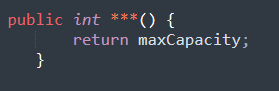 public int ***() {
return maxCapacity;
}